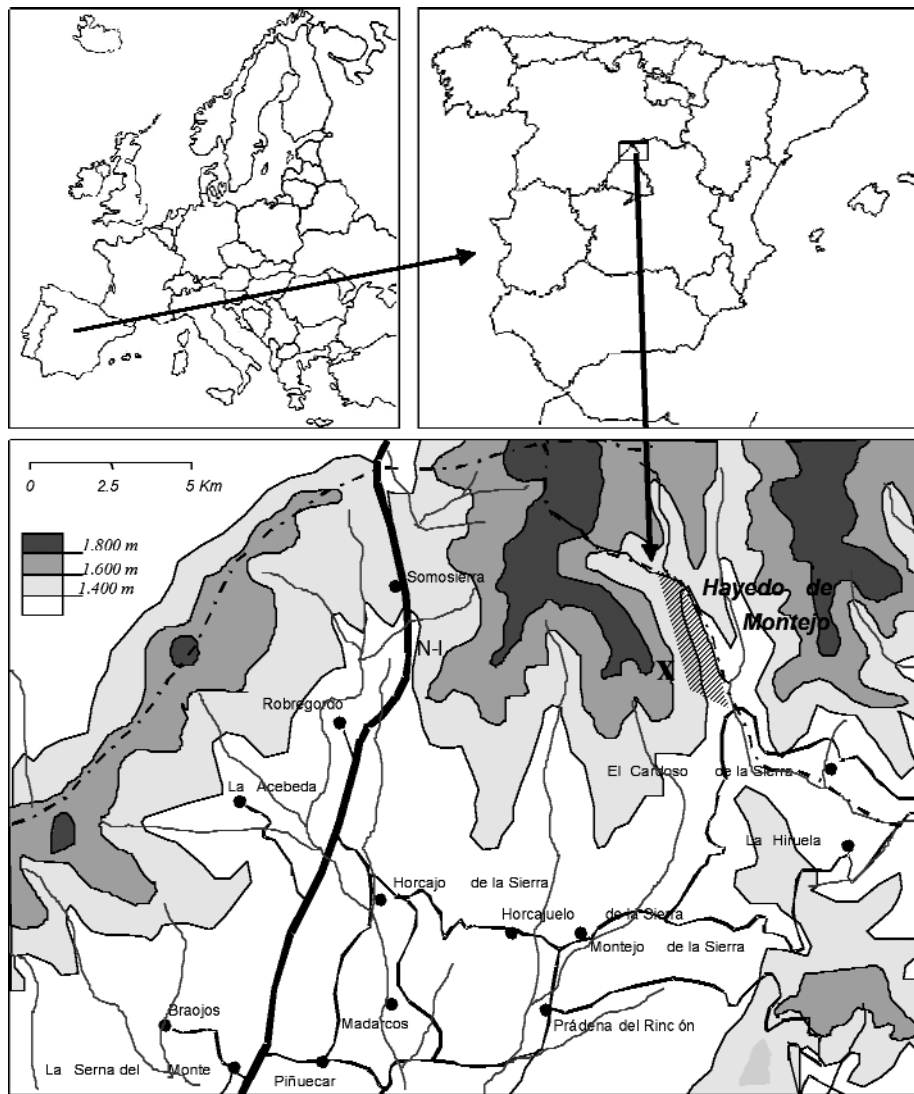 0 2.5 5 Km
1.800 m
1.600 m
1.400 m
Somosierra
Hayedo de
Montejo
N-I
X
Robregordo
El Cardoso de la Sierra
La Acebeda
La Hiruela
Horcajo de la Sierra
Horcajuelo de la Sierra
Montejo de la Sierra
Braojos
Madarcos
Prádena del Rincón
La Serna del Monte
Piñuecar